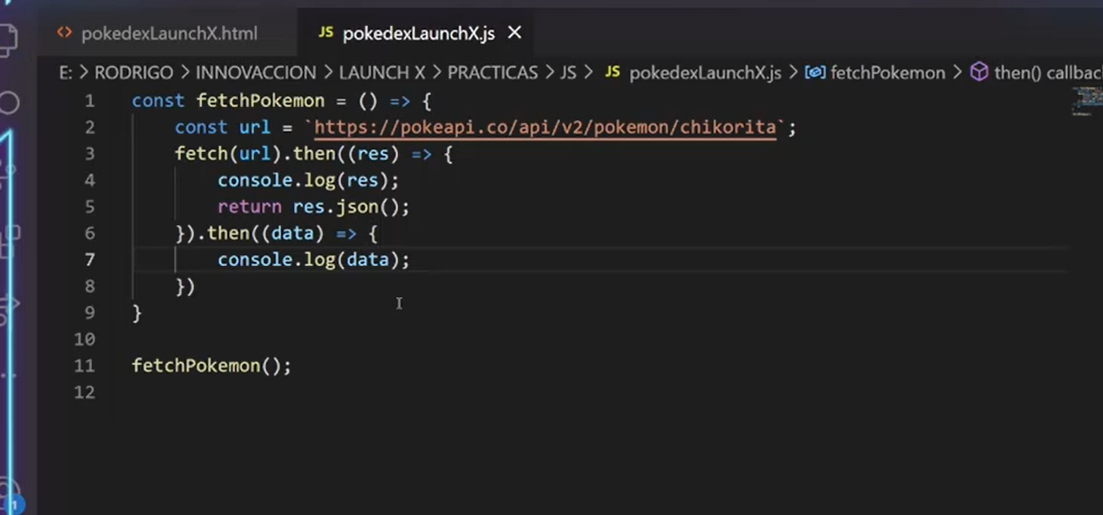 <> pokedexLaunchX.html JS pokedexLaunchX.js ×
E: > RODRIGO > INNOVACCION > LAUNCH X > PRACTICAS > JS > JS pokedexLaunchX.js > fetchPokemon > then() callbac
1 const fetchPokemon = () => {
2     const url = `https://pokeapi.co/api/v2/pokemon/chikorita`;
3     fetch(url).then((res) => {
4         console.log(res);
5         return res.json();
6     }).then((data) => {
7         console.log(data);
8     })
9 }
10
11 fetchPokemon();
12
1